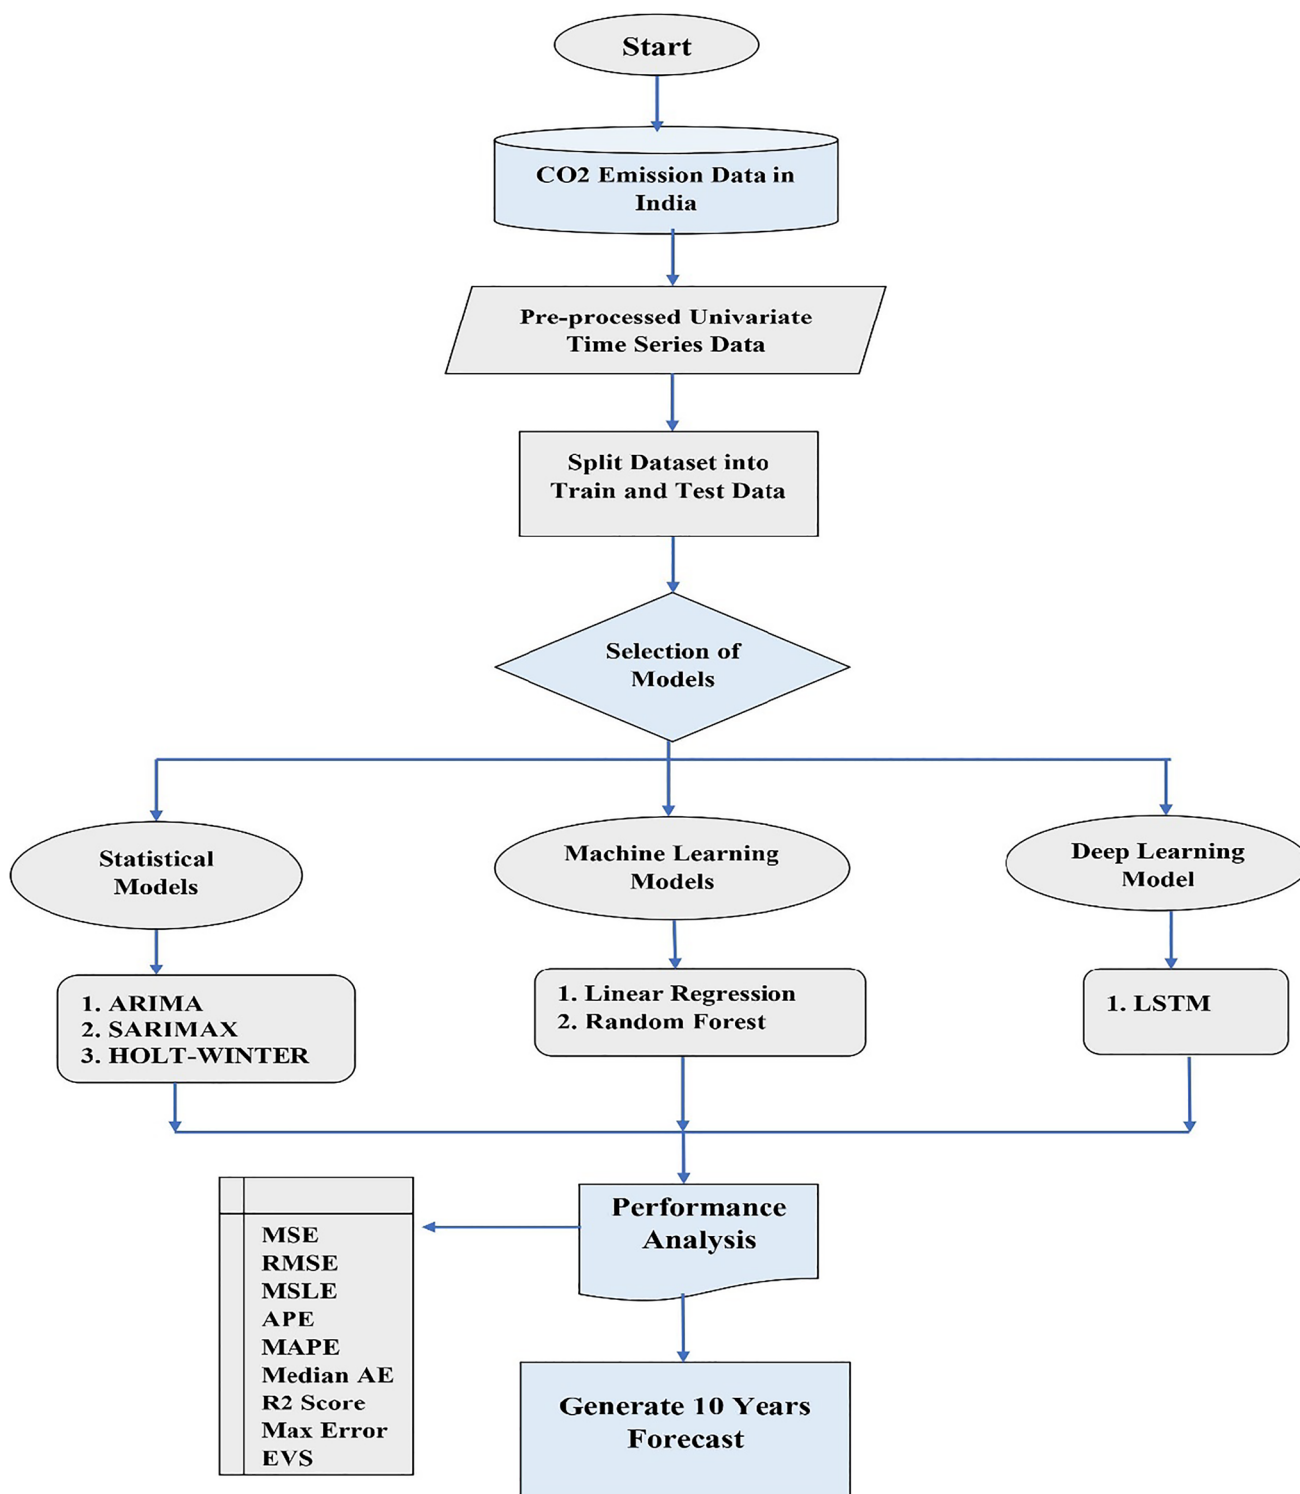 Start
CO2 Emission Data in
India
Pre-processed Univariate
Time Series Data
Split Dataset into
Train and Test Data
Selection of
Models
Statistical
Models
Machine Learning
Models
Deep Learning
Model
1. ARIMA
2. SARIMAX
3. HOLT-WINTER
1. Linear Regression
2. Random Forest
1. LSTM
Performance
Analysis
MSE
RMSE
MSLE
APE
MAPE
Median AE
R2 Score
Max Error
EVS
Generate 10 Years
Forecast